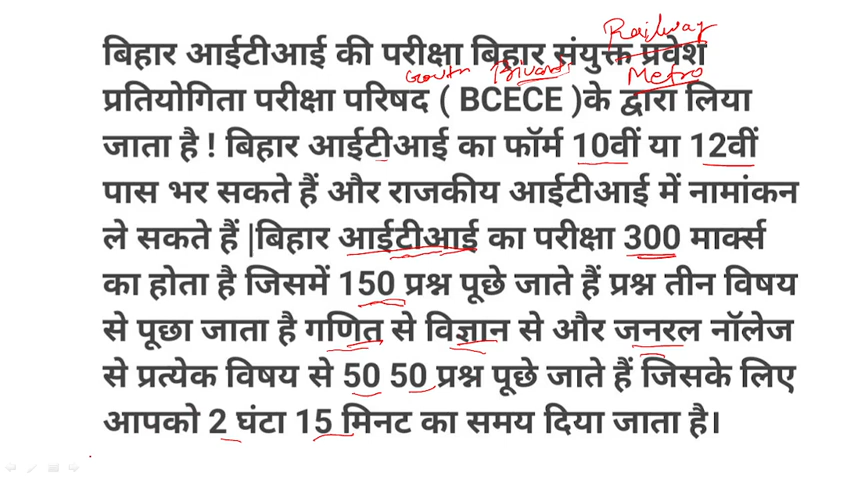 Railway
बिहार आईटीआई की परीक्षा बिहार संयुक्त प्रवेश
Metro
प्रतियोगिता परीक्षा परिषद ( BCECE )के द्वारा लिया
जाता है ! बिहार आईटीआई का फॉर्म 10वीं या 12वीं
पास भर सकते हैं और राजकीय आईटीआई में नामांकन
ले सकते हैं |बिहार आईटीआई का परीक्षा 300 मार्क्स
का होता है जिसमें 150 प्रश्न पूछे जाते हैं प्रश्न तीन विषय
से पूछा जाता है गणित से विज्ञान से और जनरल नॉलेज
से प्रत्येक विषय से 50 50 प्रश्न पूछे जाते हैं जिसके लिए
आपको 2 घंटा 15 मिनट का समय दिया जाता है।